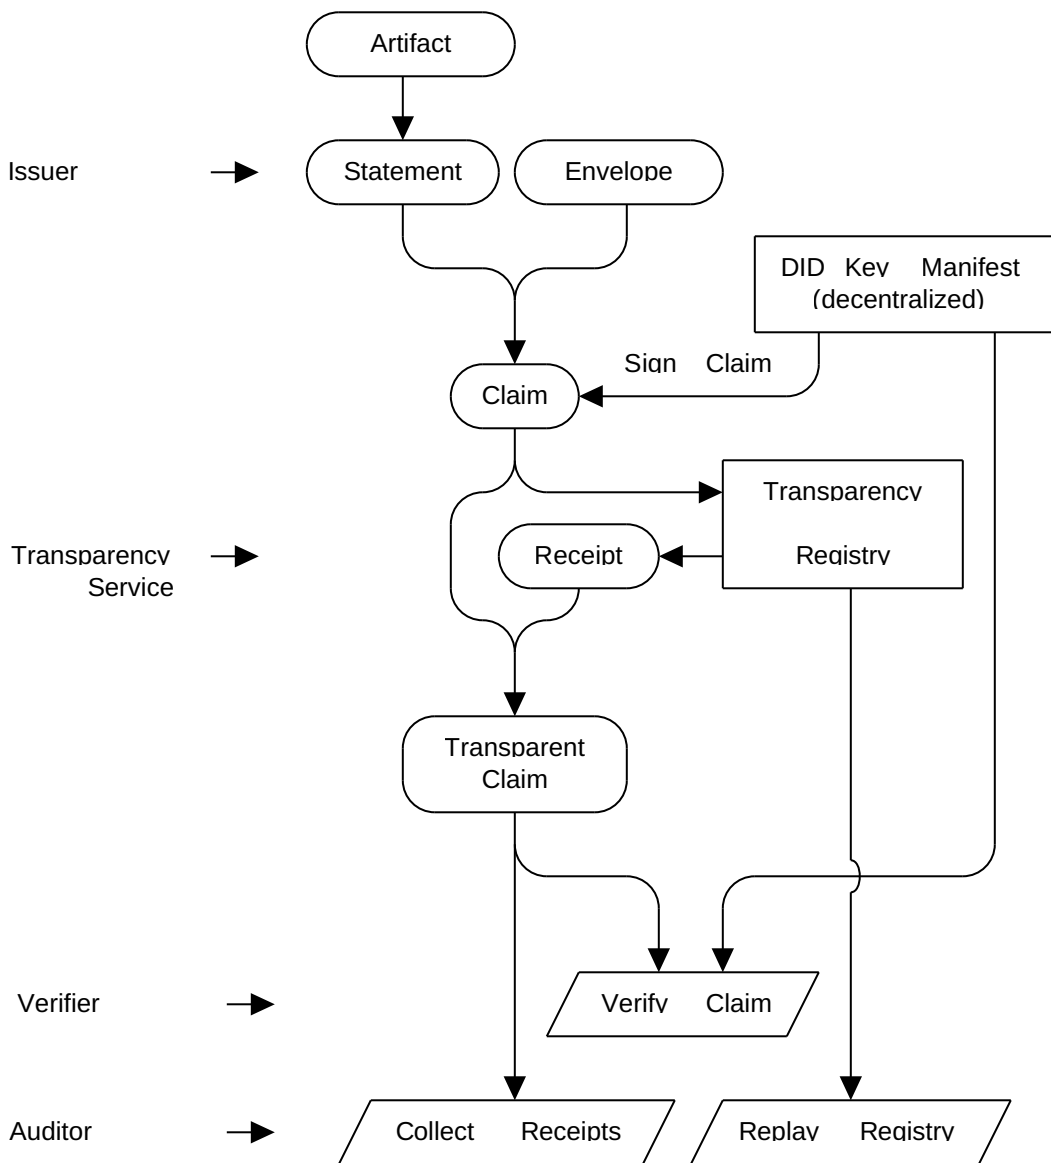 Artifact
Issuer
Statement
Envelope
DID Key Manifest
(decentralized)
Sign Claim
Claim
Transparency
Registry
Receipt
Transparency
Service
Transparent
Claim
Verifier
Verify Claim
Auditor
Collect Receipts
Replay Registry